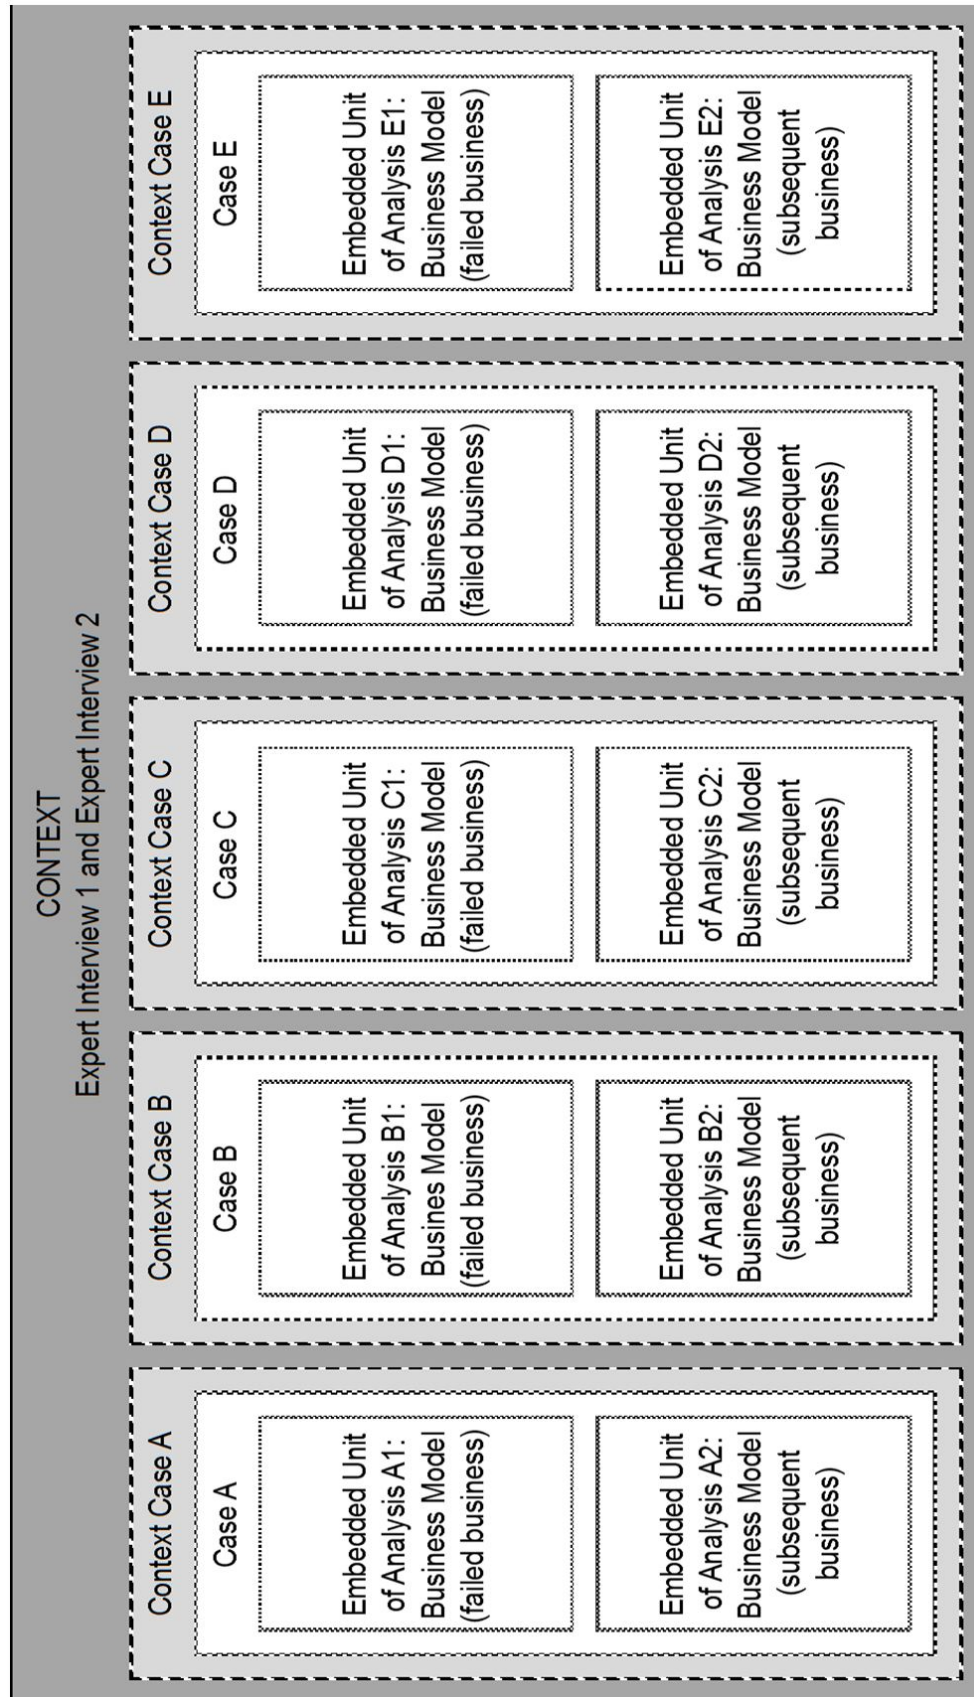 CONTEXT
Expert Interview 1 and Expert Interview 2
Context Case A
Case A
Embedded Unit
of Analysis A1:
Business Model
(failed business)
Embedded Unit
of Analysis A2:
Business Model
(subsequent
business)
Context Case B
Case B
Embedded Unit
of Analysis B1:
Busines Model
(failed business)
Embedded Unit
of Analysis B2:
Business Model
(subsequent
business)
Context Case C
Case C
Embedded Unit
of Analysis C1:
Business Model
(failed business)
Embedded Unit
of Analysis C2:
Business Model
(subsequent
business)
Context Case D
Case D
Embedded Unit
of Analysis D1:
Business Model
(failed business)
Embedded Unit
of Analysis D2:
Business Model
(subsequent
business)
Context Case E
Case E
Embedded Unit
of Analysis E1:
Business Model
(failed business)
Embedded Unit
of Analysis E2:
Business Model
(subsequent
business)